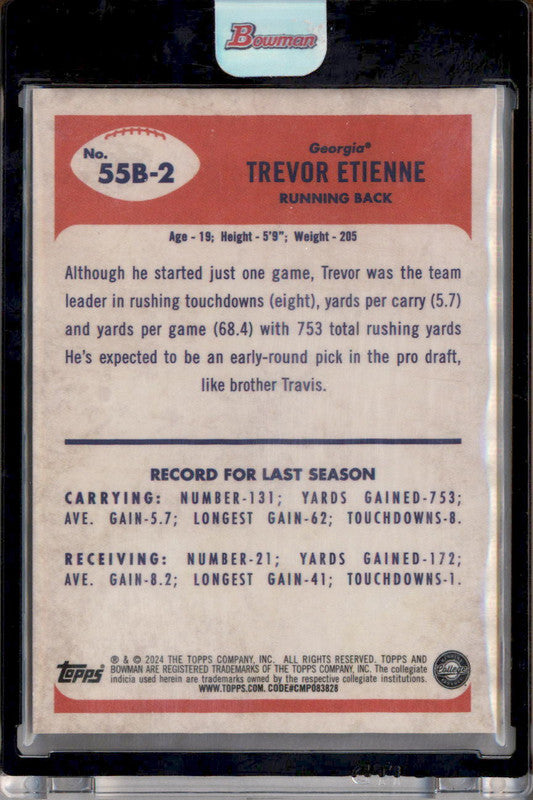 Bowman
No.
55B-2
Georgia®
TREVOR ETIENNE
RUNNING BACK
Age - 19; Height - 5'9"; Weight - 205
Although he started just one game, Trevor was the team
leader in rushing touchdowns (eight), yards per carry (5.7)
and yards per game (68.4) with 753 total rushing yards
He's expected to be an early-round pick in the pro draft,
like brother Travis.
RECORD FOR LAST SEASON
CARRYING: NUMBER-131; YARDS GAINED-753;
AVE. GAIN-5.7; LONGEST GAIN-62; TOUCHDOWNS-8.
RECEIVING: NUMBER-21; YARDS GAINED-172;
AVE. GAIN-8.2; LONGEST GAIN-41; TOUCHDOWNS-1.
Topps®
® & © 2024 THE TOPPS COMPANY, INC. ALL RIGHTS RESERVED. TOPPS AND
BOWMAN ARE REGISTERED TRADEMARKS OF THE TOPPS COMPANY, INC. The collegiate
indicia used herein are trademarks owned by the respective collegiate institutions.
WWW.TOPPS.COM. CODE#CMP083828
College